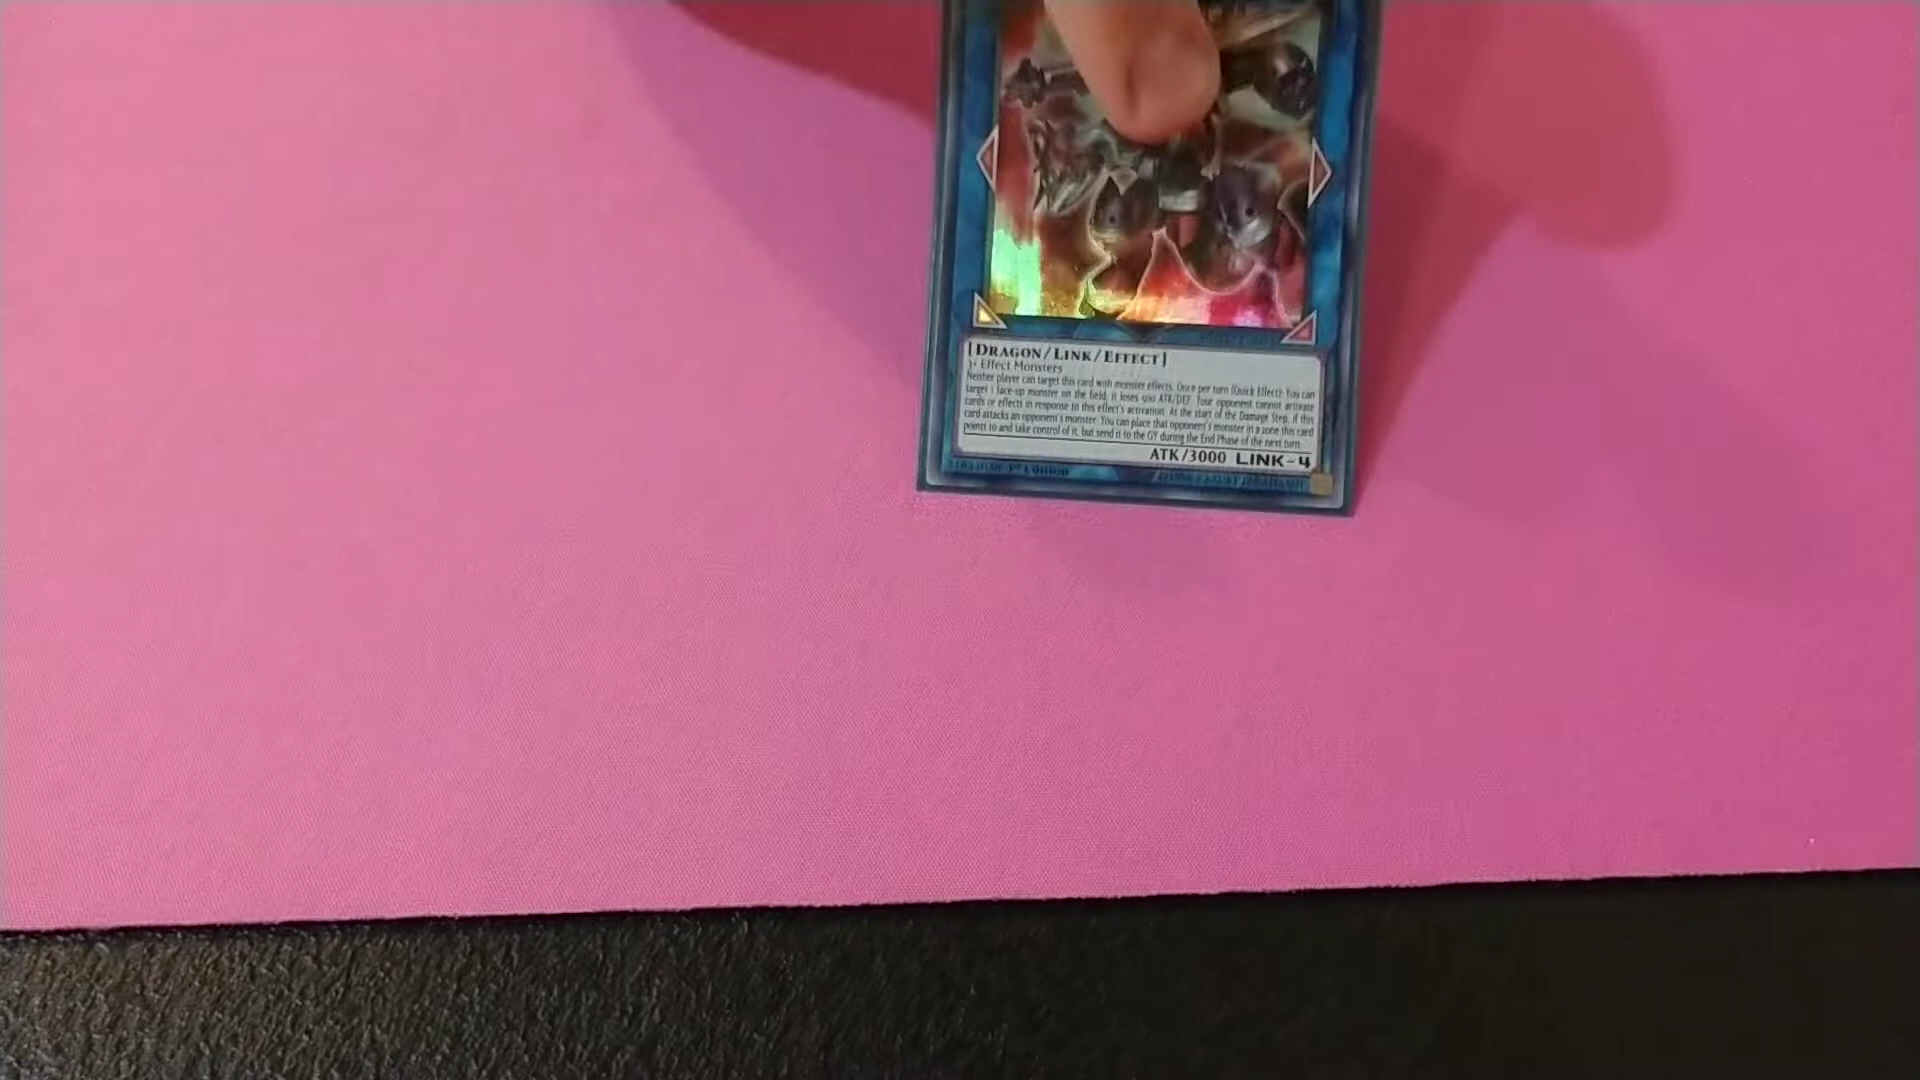 [DRAGON/LINK/EFFECT]
3+ Effect Monsters
Neither player can target this card with monster effects. Once per turn (Quick Effect): You can
target 1 face-up monster on the field; it loses 500 ATK/DEF. Your opponent cannot activate
cards or effects in response to this effect's activation. At the start of the Damage Step, if this
card attacks an opponent's monster: You can place that opponent's monster in a zone this card
points to and take control of it, but send it to the GY during the End Phase of the next turn.
ATK/3000 LINK-4
1st Edition